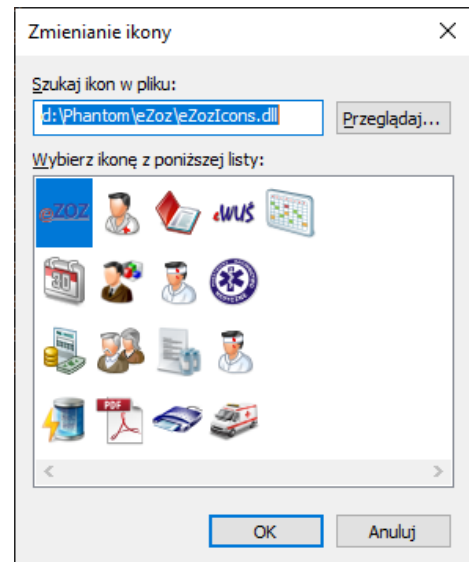 Zmienianie ikony
Szukaj ikon w pliku:
d:\Phantom\eZoz\eZozIcons.dll
Przeglądaj...
Wybierz ikonę z poniższej listy:
eZOZ
eWUŚ
30
PDF
OK
Anuluj